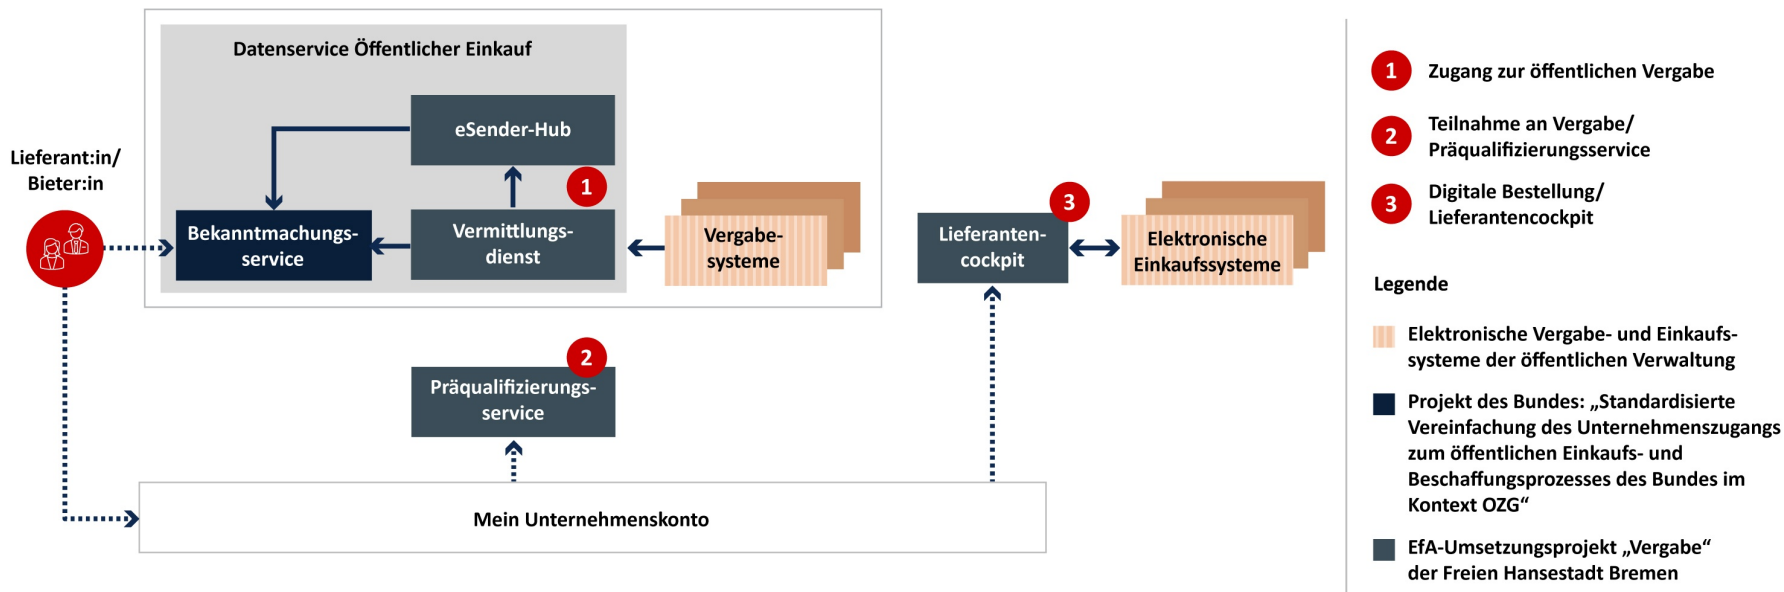 Datenservice Öffentlicher Einkauf
eSender-Hub
Lieferant:in/
Bieter:in
1
Bekanntmachungs-
service
Vermittlungs-
dienst
Vergabe-
systeme
3
Lieferanten-
cockpit
Elektronische
Einkaufssysteme
2
Präqualifizierungs-
service
Mein Unternehmenskonto
1 Zugang zur öffentlichen Vergabe
2 Teilnahme an Vergabe/
Präqualifizierungsservice
3 Digitale Bestellung/
Lieferantencockpit
Legende
Elektronische Vergabe- und Einkaufs-
systeme der öffentlichen Verwaltung
Projekt des Bundes: „Standardisierte
Vereinfachung des Unternehmenszugangs
zum öffentlichen Einkaufs- und
Beschaffungsprozesses des Bundes im
Kontext OZG“
EfA-Umsetzungsprojekt „Vergabe“
der Freien Hansestadt Bremen